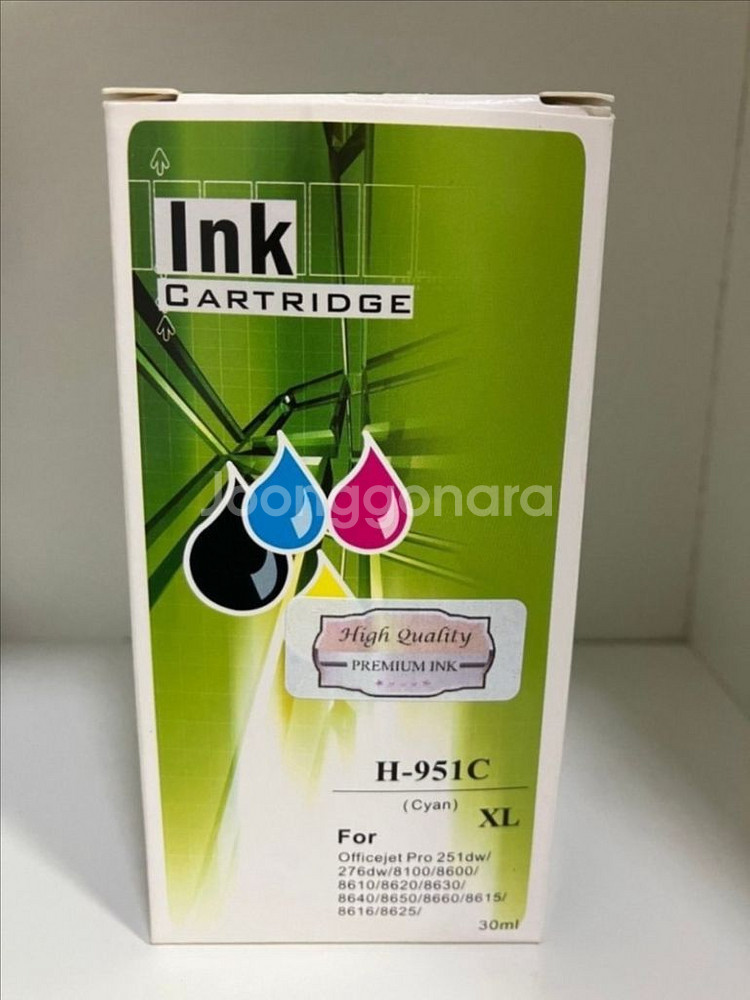 Ink
CARTRIDGE
Joonggonara
High Quality
PREMIUM INK
H-951C
(Cyan)
XL
For
Officejet Pro 251dw/
276dw/8100/8600/
8610/8620/8630/
8640/8650/8660/8615/
8616/8625/
30ml